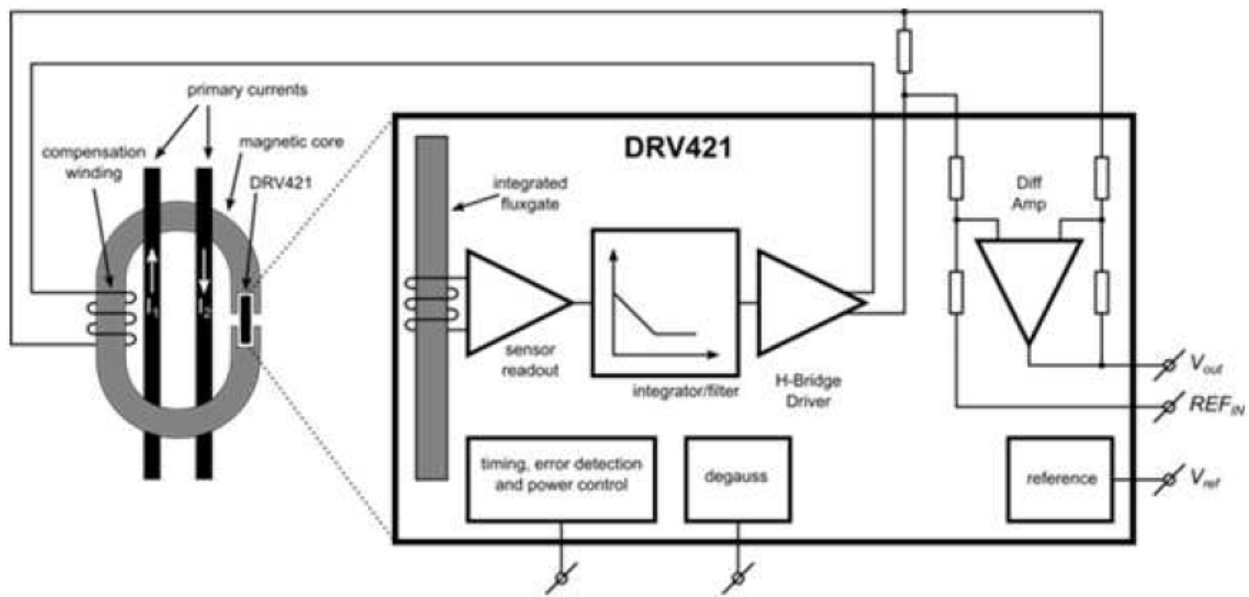 primary currents
compensation
winding
magnetic core
DRV421
I1
I2
DRV421
integrated
fluxgate
sensor
readout
integrator/filter
H-Bridge
Driver
Diff
Amp
Vout
REFIN
Vref
timing, error detection
and power control
degauss
reference